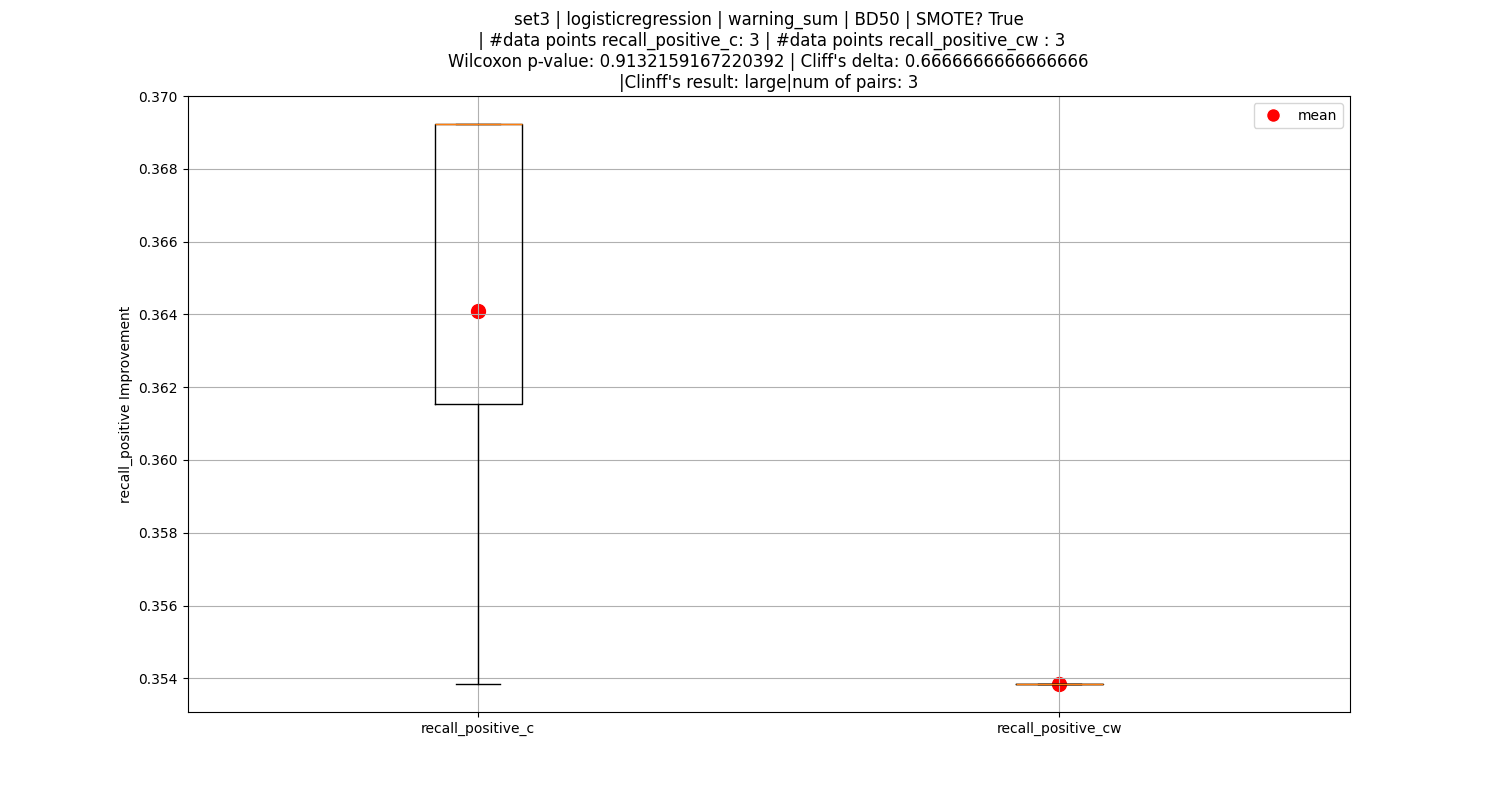 set3 | logisticregression | warning_sum | BD50 | SMOTE? True
| #data points recall_positive_c: 3 | #data points recall_positive_cw : 3
Wilcoxon p-value: 0.9132159167220392 | Cliff's delta: 0.6666666666666666
|Clinff's result: large|num of pairs: 3
mean
recall_positive Improvement
0.370
0.368
0.366
0.364
0.362
0.360
0.358
0.356
0.354
recall_positive_c
recall_positive_cw